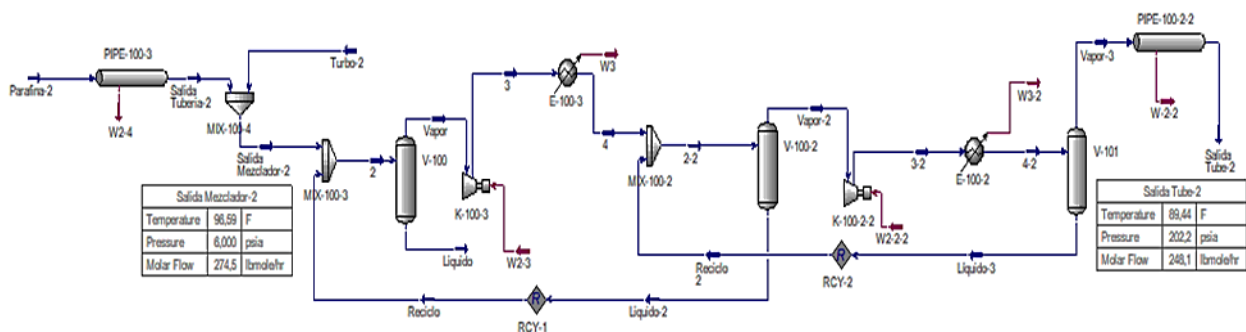 PIPE-100-3
Parafina-2
Salida
Tuberia-2
W2-4
Turbo-2
MIX-100-4
Salida
Mezclador-2
MIX-100-3
2
Vapor
V-100
Liquido
K-100-3
W2-3
3
E-100-3
W3
4
MIX-100-2
2-2
Vapor-2
V-100-2
K-100-2-2
W2-2-2
3-2
E-100-2
W3-2
4-2
Vapor-3
V-101
PIPE-100-2-2
W-2-2
Salida
Tube-2
Liquido-3
RCY-2
Reciclo
2
Liquido-2
RCY-1
Reciclo
Salida Mezclador-2
Temperature 96,59 F
Pressure 6,000 psia
Molar Flow 274,5 lbmole/hr
Salida Tube-2
Temperature 89,44 F
Pressure 202,2 psia
Molar Flow 248,1 lbmole/hr